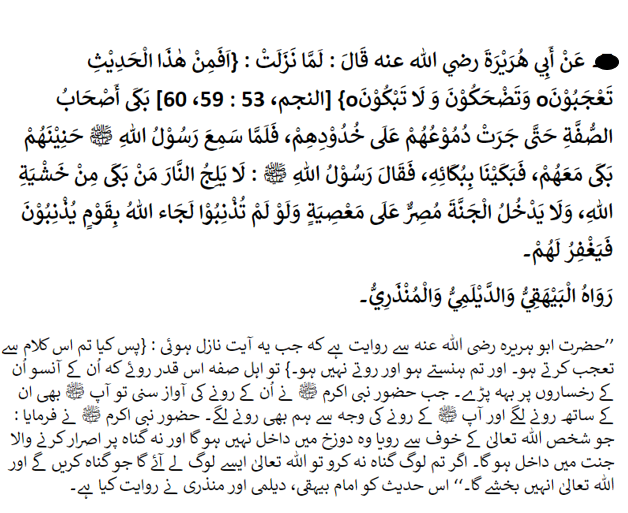 عَنْ أَبِي هُرَيْرَةَ رضي الله عنه قَالَ : لَمَّا نَزَلَتْ : {اَفَمِنْ هٰذَا الْحَدِيْثِ
تَعْجَبُوْنَo وَتَضْحَكُوْنَ وَ لَا تَبْكُوْنَo} [النجم، 53 : 59، 60] بَكَى أَصْحَابُ
الصُّفَّةِ حَتَّى جَرَتْ دُمُوْعُهُمْ عَلَى خُدُوْدِهِمْ، فَلَمَّا سَمِعَ رَسُوْلُ اللهِ ﷺ حَنِيْنَهُمْ
بَكَى مَعَهُمْ، فَبَكَيْنَا بِبُكَائِهِ، فَقَالَ رَسُوْلُ اللهِ ﷺ : لَا يَلِجُ النَّارَ مَنْ بَكَى مِنْ خَشْيَةِ
اللهِ، وَلَا يَدْخُلُ الْجَنَّةَ مُصِرٌّ عَلَى مَعْصِيَةٍ وَلَوْ لَمْ تُذْنِبُوْا لَجَاء اللهُ بِقَوْمٍ يُذْنِبُوْنَ
فَيَغْفِرُ لَهُمْ۔
رَوَاهُ الْبَيْهَقِيُّ وَالدَّيْلَمِيُّ وَالْمُنْذَرِيُّ۔
’’حضرت ابو ہریرہ رضی اللہ عنہ سے روایت ہے کہ جب یہ آیت نازل ہوئی : {پس کیا تم اس کلام سے
تعجب کرتے ہو۔ اور تم ہنستے ہو اور روتے نہیں ہو۔} تو اہل صفہ اس قدر روئے کہ اُن کے آنسو اُن
کے رخساروں پر بہہ پڑے۔ جب حضور نبی اکرم ﷺ نے اُن کے رونے کی آواز سنی تو آپ ﷺ بھی ان
کے ساتھ رونے لگے اور آپ ﷺ کے رونے کی وجہ سے ہم بھی رونے لگے۔ حضور نبی اکرم ﷺ نے فرمایا :
جو شخص اللہ تعالیٰ کے خوف سے رویا وہ دوزخ میں داخل نہیں ہو گا اور نہ گناہ پر اصرار کرنے والا
جنت میں داخل ہو گا۔ اگر تم لوگ گناہ نہ کرو تو اللہ تعالیٰ ایسے لوگ لے آئے گا جو گناہ کریں گے اور
اللہ تعالیٰ انہیں بخشے گا۔‘‘ اس حدیث کو امام بیہقی، دیلمی اور منذری نے روایت کیا ہے۔